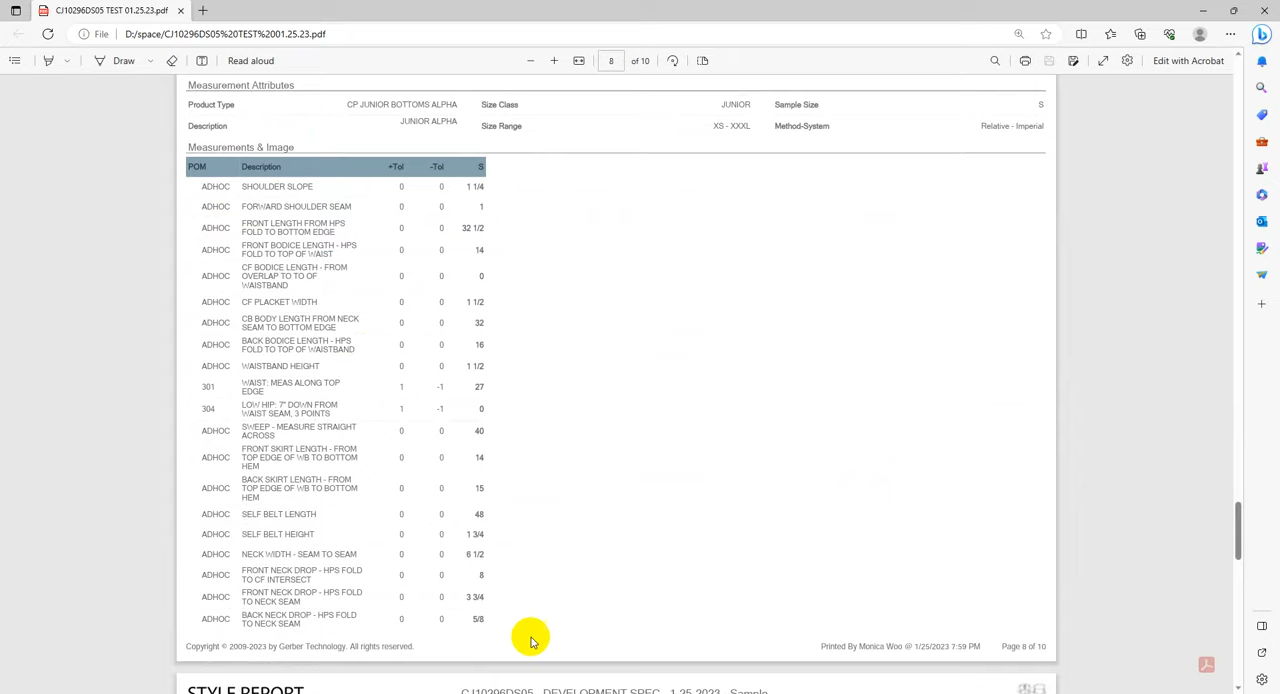 CJ10296DS05 TEST 01.25.23.pdf
File D:/space/CJ10296DS05%20TEST%2001.25.23.pdf
Draw Read aloud 8 of 10 Edit with Acrobat
Measurement Attributes
Product Type CP JUNIOR BOTTOMS ALPHA Size Class JUNIOR Sample Size S
Description JUNIOR ALPHA Size Range XS - XXXL Method-System Relative - Imperial
Measurements & Image
POM Description +Tol -Tol S
ADHOC SHOULDER SLOPE 0 0 1 1/4
ADHOC FORWARD SHOULDER SEAM 0 0 1
FRONT LENGTH FROM HPS
ADHOC FOLD TO BOTTOM EDGE 0 0 32 1/2
FRONT BODICE LENGTH - HPS
ADHOC FOLD TO TOP OF WAIST 0 0 14
CF BODICE LENGTH - FROM
ADHOC OVERLAP TO TO OF 0 0 0
WAISTBAND
ADHOC CF PLACKET WIDTH 0 0 1 1/2
CB BODY LENGTH FROM NECK
ADHOC SEAM TO BOTTOM EDGE 0 0 32
BACK BODICE LENGTH - HPS
ADHOC FOLD TO TOP OF WAISTBAND 0 0 16
ADHOC WAISTBAND HEIGHT 0 0 1 1/2
WAIST: MEAS ALONG TOP
301 EDGE 1 -1 27
LOW HIP: 7" DOWN FROM
304 WAIST SEAM, 3 POINTS 1 -1 0
SWEEP - MEASURE STRAIGHT
ADHOC ACROSS 0 0 40
FRONT SKIRT LENGTH - FROM
ADHOC TOP EDGE OF WB TO BOTTOM 0 0 14
HEM
BACK SKIRT LENGTH - FROM
ADHOC TOP EDGE OF WB TO BOTTOM 0 0 15
HEM
ADHOC SELF BELT LENGTH 0 0 48
ADHOC SELF BELT HEIGHT 0 0 1 3/4
ADHOC NECK WIDTH - SEAM TO SEAM 0 0 6 1/2
FRONT NECK DROP - HPS FOLD
ADHOC TO CF INTERSECT 0 0 8
FRONT NECK DROP - HPS FOLD
ADHOC TO NECK SEAM 0 0 3 3/4
BACK NECK DROP - HPS FOLD
ADHOC TO NECK SEAM 0 0 5/8
Copyright © 2009-2023 by Gerber Technology. All rights reserved. Printed By Monica Woo @ 1/25/2023 7:59 PM Page 8 of 10
STYLE REPORT CJ10296DS05 - DEVELOPMENT SPEC - 1.25.2023 - Sample